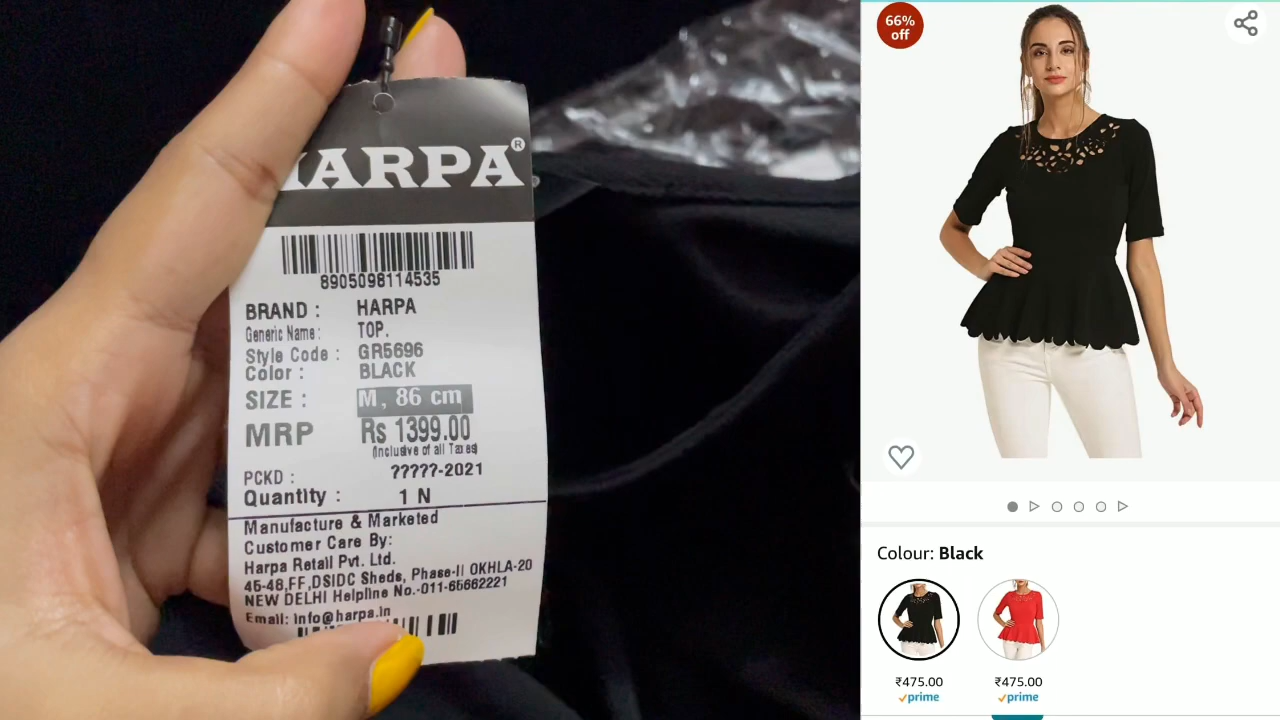 HARPA®
8905098114535
BRAND : HARPA
Generic Name : TOP.
Style Code : GR5696
Color : BLACK
SIZE : M, 86 cm
MRP Rs 1399.00
(Inclusive of all Taxes)
PCKD : ?????-2021
Quantity : 1 N
Manufacture & Marketed
Customer Care By:
Harpa Retail Pvt. Ltd.
45-48,FF,DSIDC Sheds, Phase-II OKHLA-20
NEW DELHI Helpline No.-011-65662221
Email: info@harpa.in
66%
off
Colour: Black
₹475.00
prime
₹475.00
prime